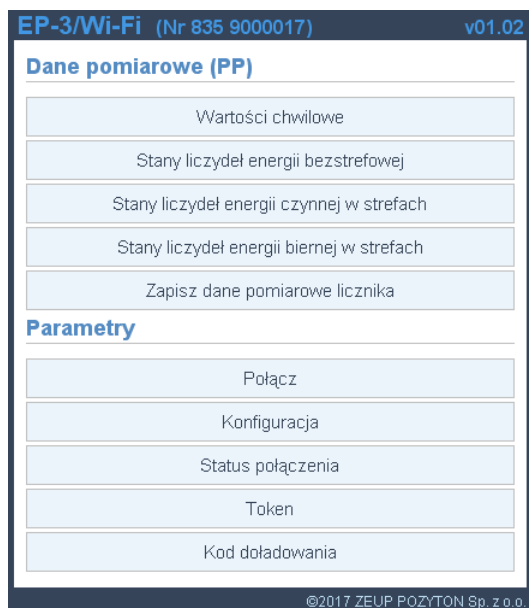 EP-3/Wi-Fi (Nr 835 9000017) v01.02
Dane pomiarowe (PP)
Wartości chwilowe
Stany liczydeł energii bezstrefowej
Stany liczydeł energii czynnej w strefach
Stany liczydeł energii biernej w strefach
Zapisz dane pomiarowe licznika
Parametry
Połącz
Konfiguracja
Status połączenia
Token
Kod doładowania
©2017 ZEUP POZYTON Sp. z o.o.